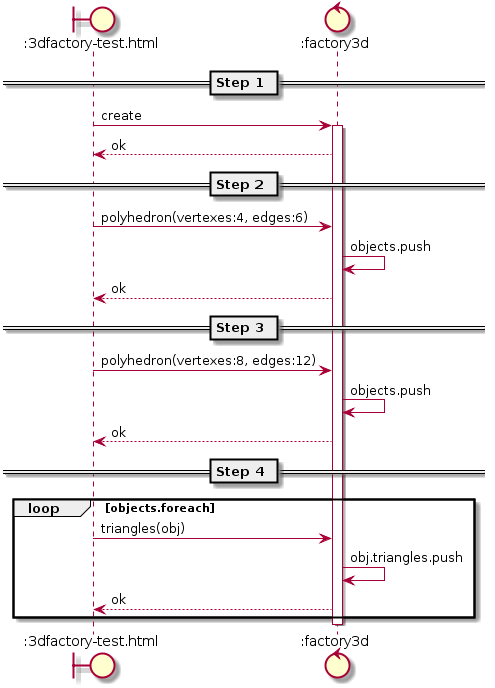 :3dfactory-test.html
:factory3d
Step 1
create
ok
Step 2
polyhedron(vertexes:4, edges:6)
objects.push
ok
Step 3
polyhedron(vertexes:8, edges:12)
objects.push
ok
Step 4
loop
[objects.foreach]
triangles(obj)
obj.triangles.push
ok
:3dfactory-test.html
:factory3d